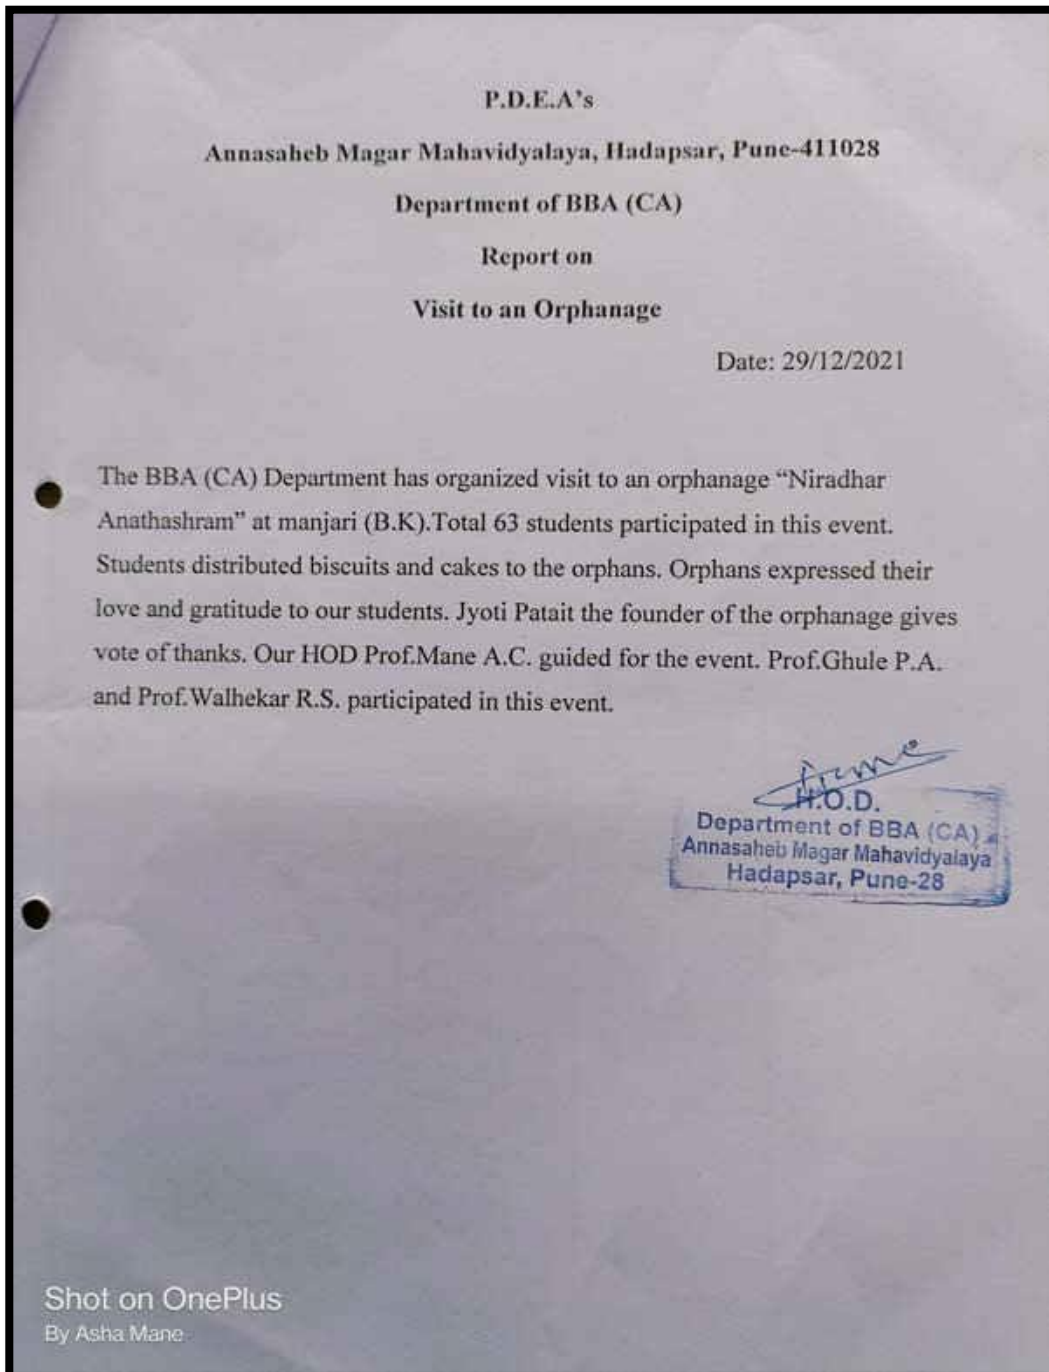 P.D.E.A's
Annasaheb Magar Mahavidyalaya, Hadapsar, Pune-411028
Department of BBA (CA)
Report on
Visit to an Orphanage
Date: 29/12/2021
The BBA (CA) Department has organized visit to an orphanage “Niradhar
Anathashram” at manjari (B.K).Total 63 students participated in this event.
Students distributed biscuits and cakes to the orphans. Orphans expressed their
love and gratitude to our students. Jyoti Patait the founder of the orphanage gives
vote of thanks. Our HOD Prof.Mane A.C. guided for the event. Prof.Ghule P.A.
and Prof.Walhekar R.S. participated in this event.
H.O.D.
Department of BBA (CA)
Annasaheb Magar Mahavidyalaya
Hadapsar, Pune-28
Shot on OnePlus
By Asha Mane